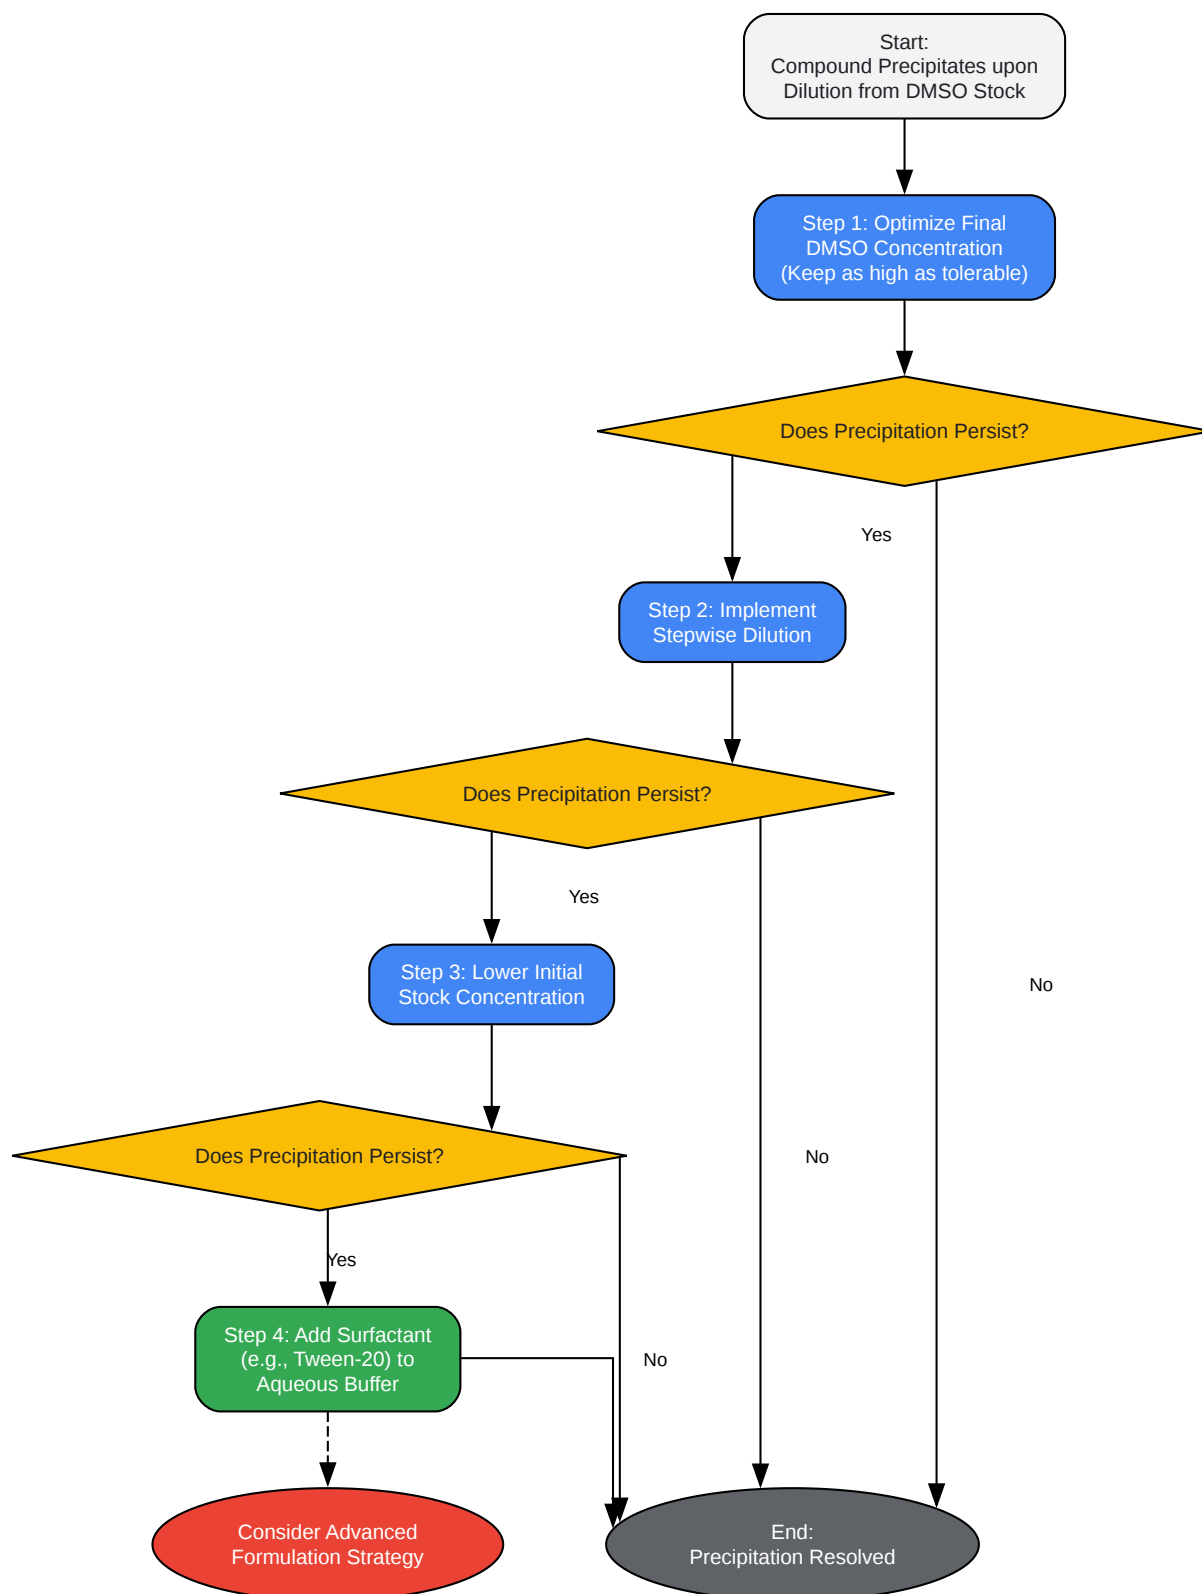 Start:
Compound Precipitates upon
Dilution from DMSO Stock
Step 1: Optimize Final
DMSO Concentration
(Keep as high as tolerable)
Does Precipitation Persist?
Yes
Step 2: Implement
Stepwise Dilution
Does Precipitation Persist?
Yes
Step 3: Lower Initial
Stock Concentration
No
Does Precipitation Persist?
No
Yes
Step 4: Add Surfactant
(e.g., Tween-20) to
Aqueous Buffer
No
Consider Advanced
Formulation Strategy
End:
Precipitation Resolved